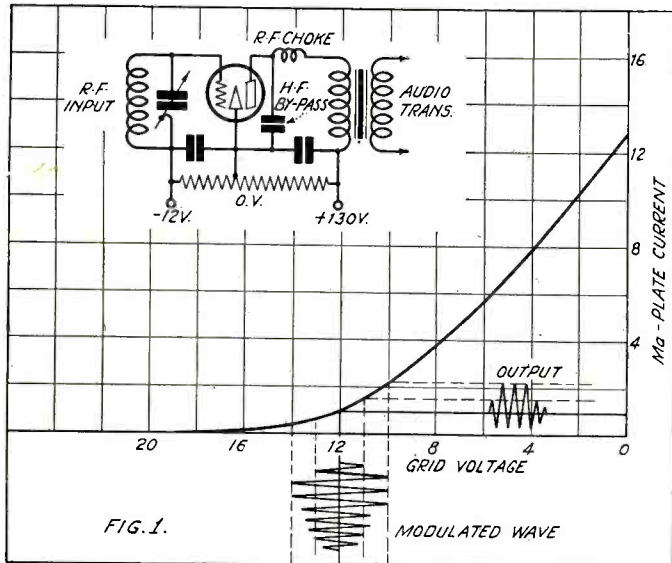 R.F. CHOKE
R.F.
INPUT
H.F.
BY-PASS
AUDIO
TRANS.
-12V.
0.V.
+130V.
16
12
8
4
Ma-PLATE CURRENT
OUTPUT
20
16
12
8
4
0
GRID VOLTAGE
FIG.1.
MODULATED WAVE